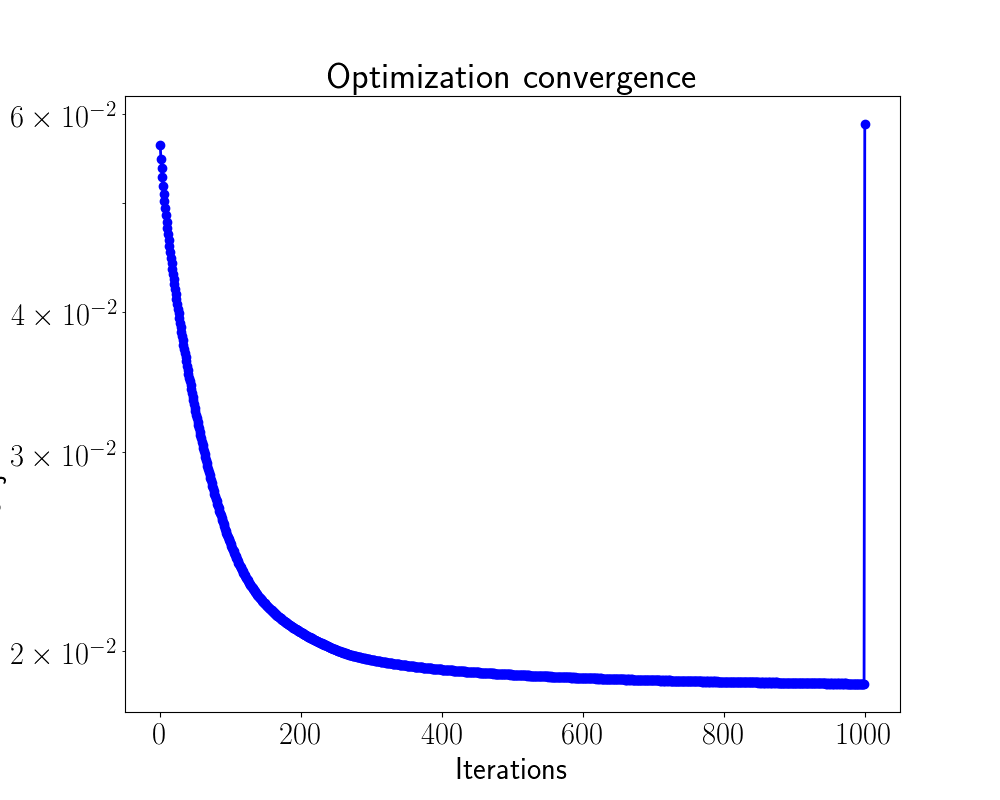 Optimization convergence
6 × 10⁻²
4 × 10⁻²
3 × 10⁻²
2 × 10⁻²
0 200 400 600 800 1000
Iterations